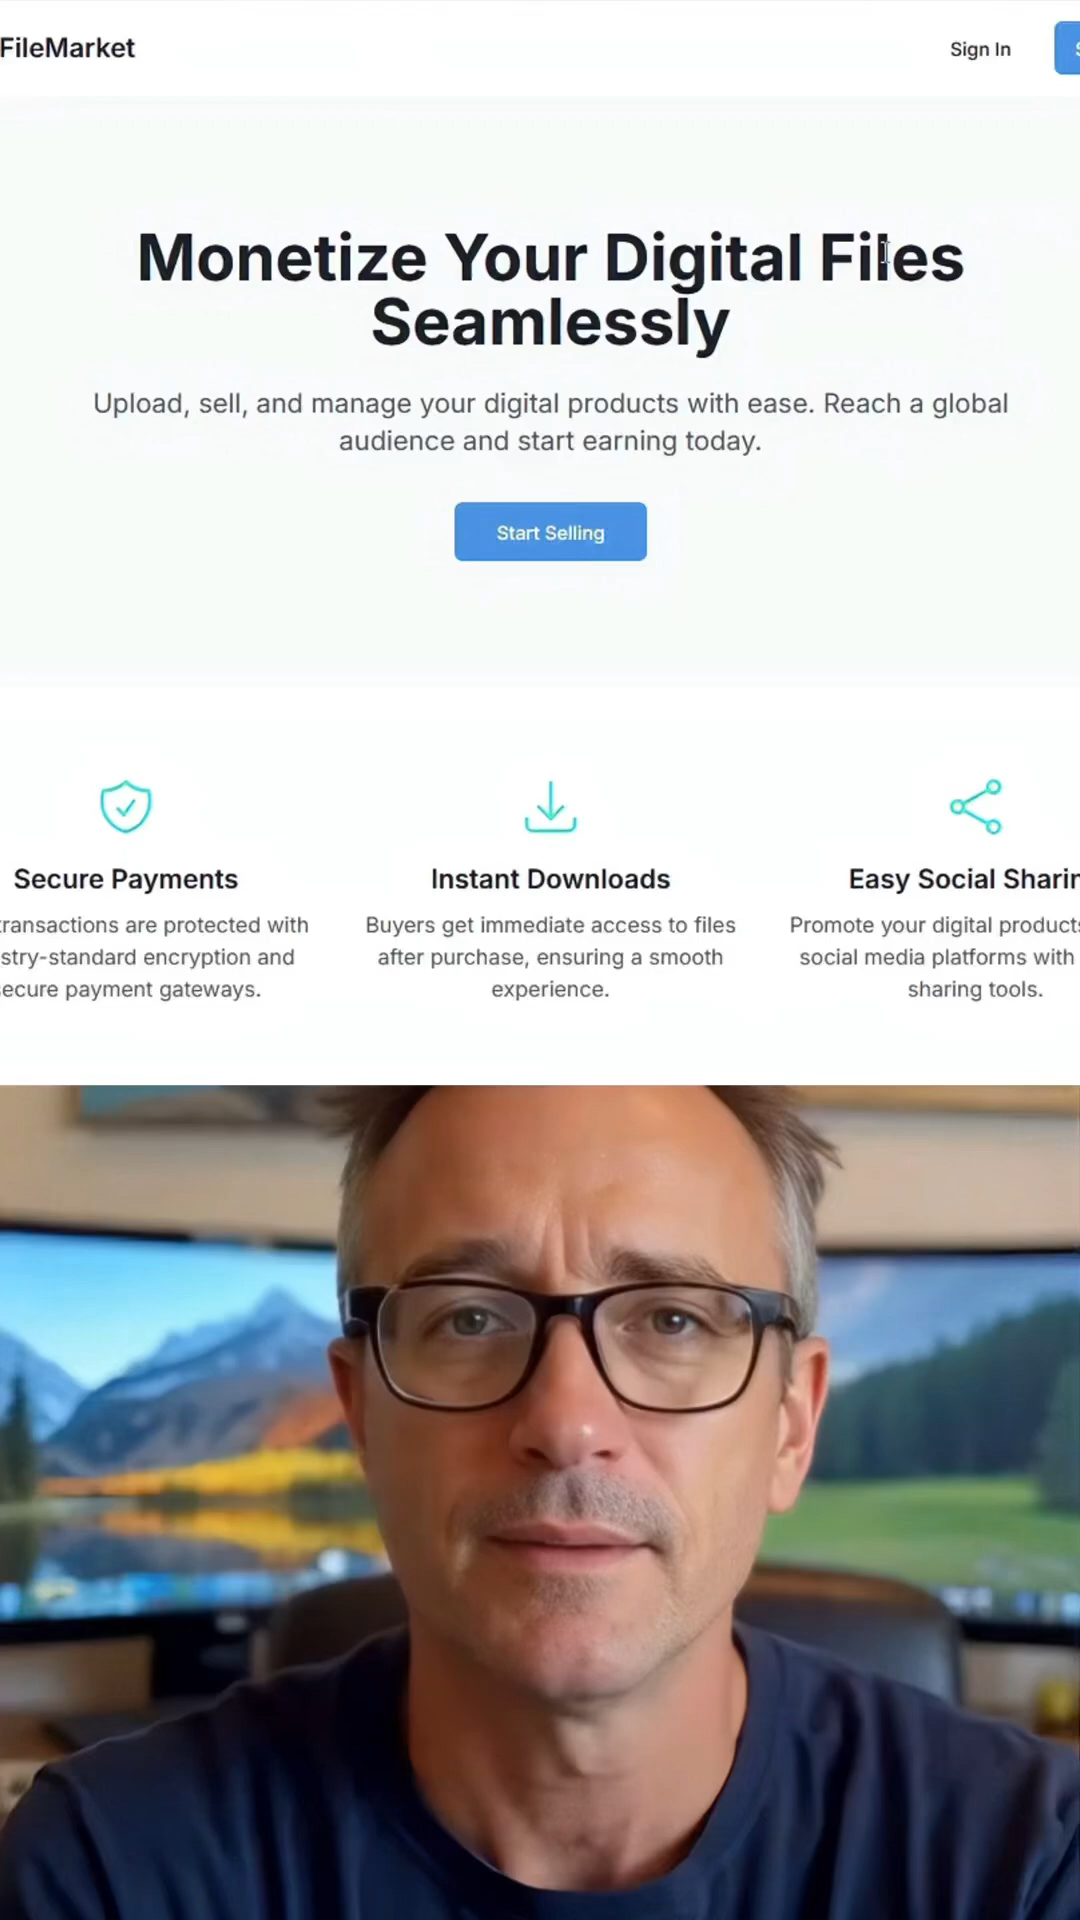 FileMarket
Sign In
Monetize Your Digital Files
Seamlessly
Upload, sell, and manage your digital products with ease. Reach a global
audience and start earning today.
Start Selling
Secure Payments
transactions are protected with
stry-standard encryption and
ecure payment gateways.
Instant Downloads
Buyers get immediate access to files
after purchase, ensuring a smooth
experience.
Easy Social Sharin
Promote your digital products
social media platforms with
sharing tools.